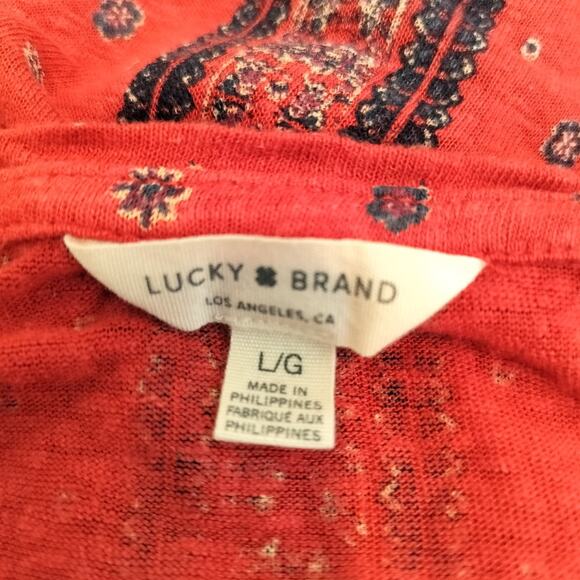 LUCKY BRAND
LOS ANGELES, CA
L/G
MADE IN
PHILIPPINES
FABRIQUÉ AUX
PHILIPPINES